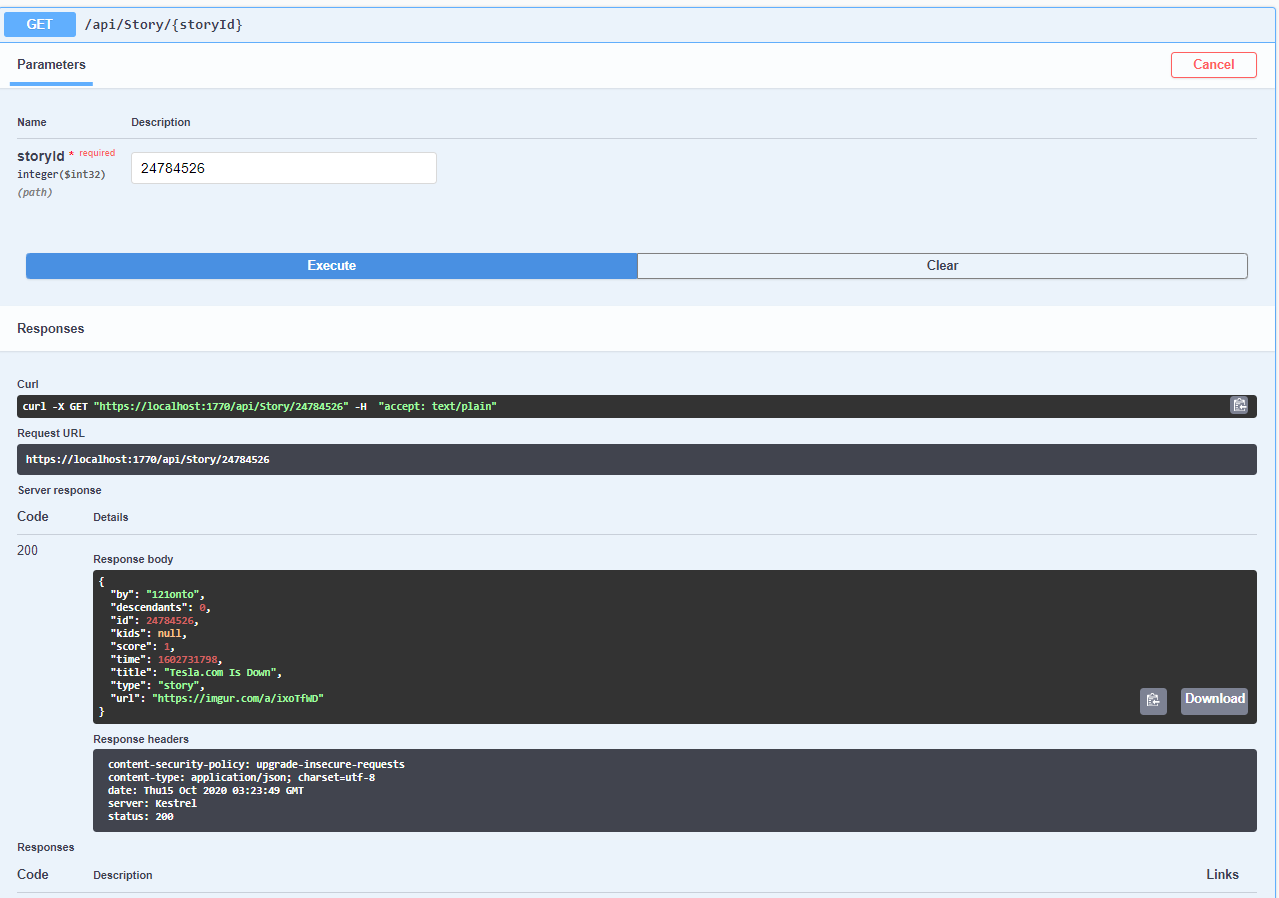 GET /api/Story/{storyId}
Parameters Cancel
Name Description
storyId * required 24784526
integer($int32)
(path)
Execute Clear
Responses
Curl
curl -X GET "https://localhost:1770/api/Story/24784526" -H  "accept: text/plain"
Request URL
https://localhost:1770/api/Story/24784526
Server response
Code Details
200
Response body
{
  "by": "121onto",
  "descendants": 0,
  "id": 24784526,
  "kids": null,
  "score": 1,
  "time": 1602731798,
  "title": "Tesla.com Is Down",
  "type": "story",
  "url": "https://imgur.com/a/ixoTfWD"
}
Download
Response headers
content-security-policy: upgrade-insecure-requests
content-type: application/json; charset=utf-8
date: Thu15 Oct 2020 03:23:49 GMT
server: Kestrel
status: 200
Responses
Code Description Links